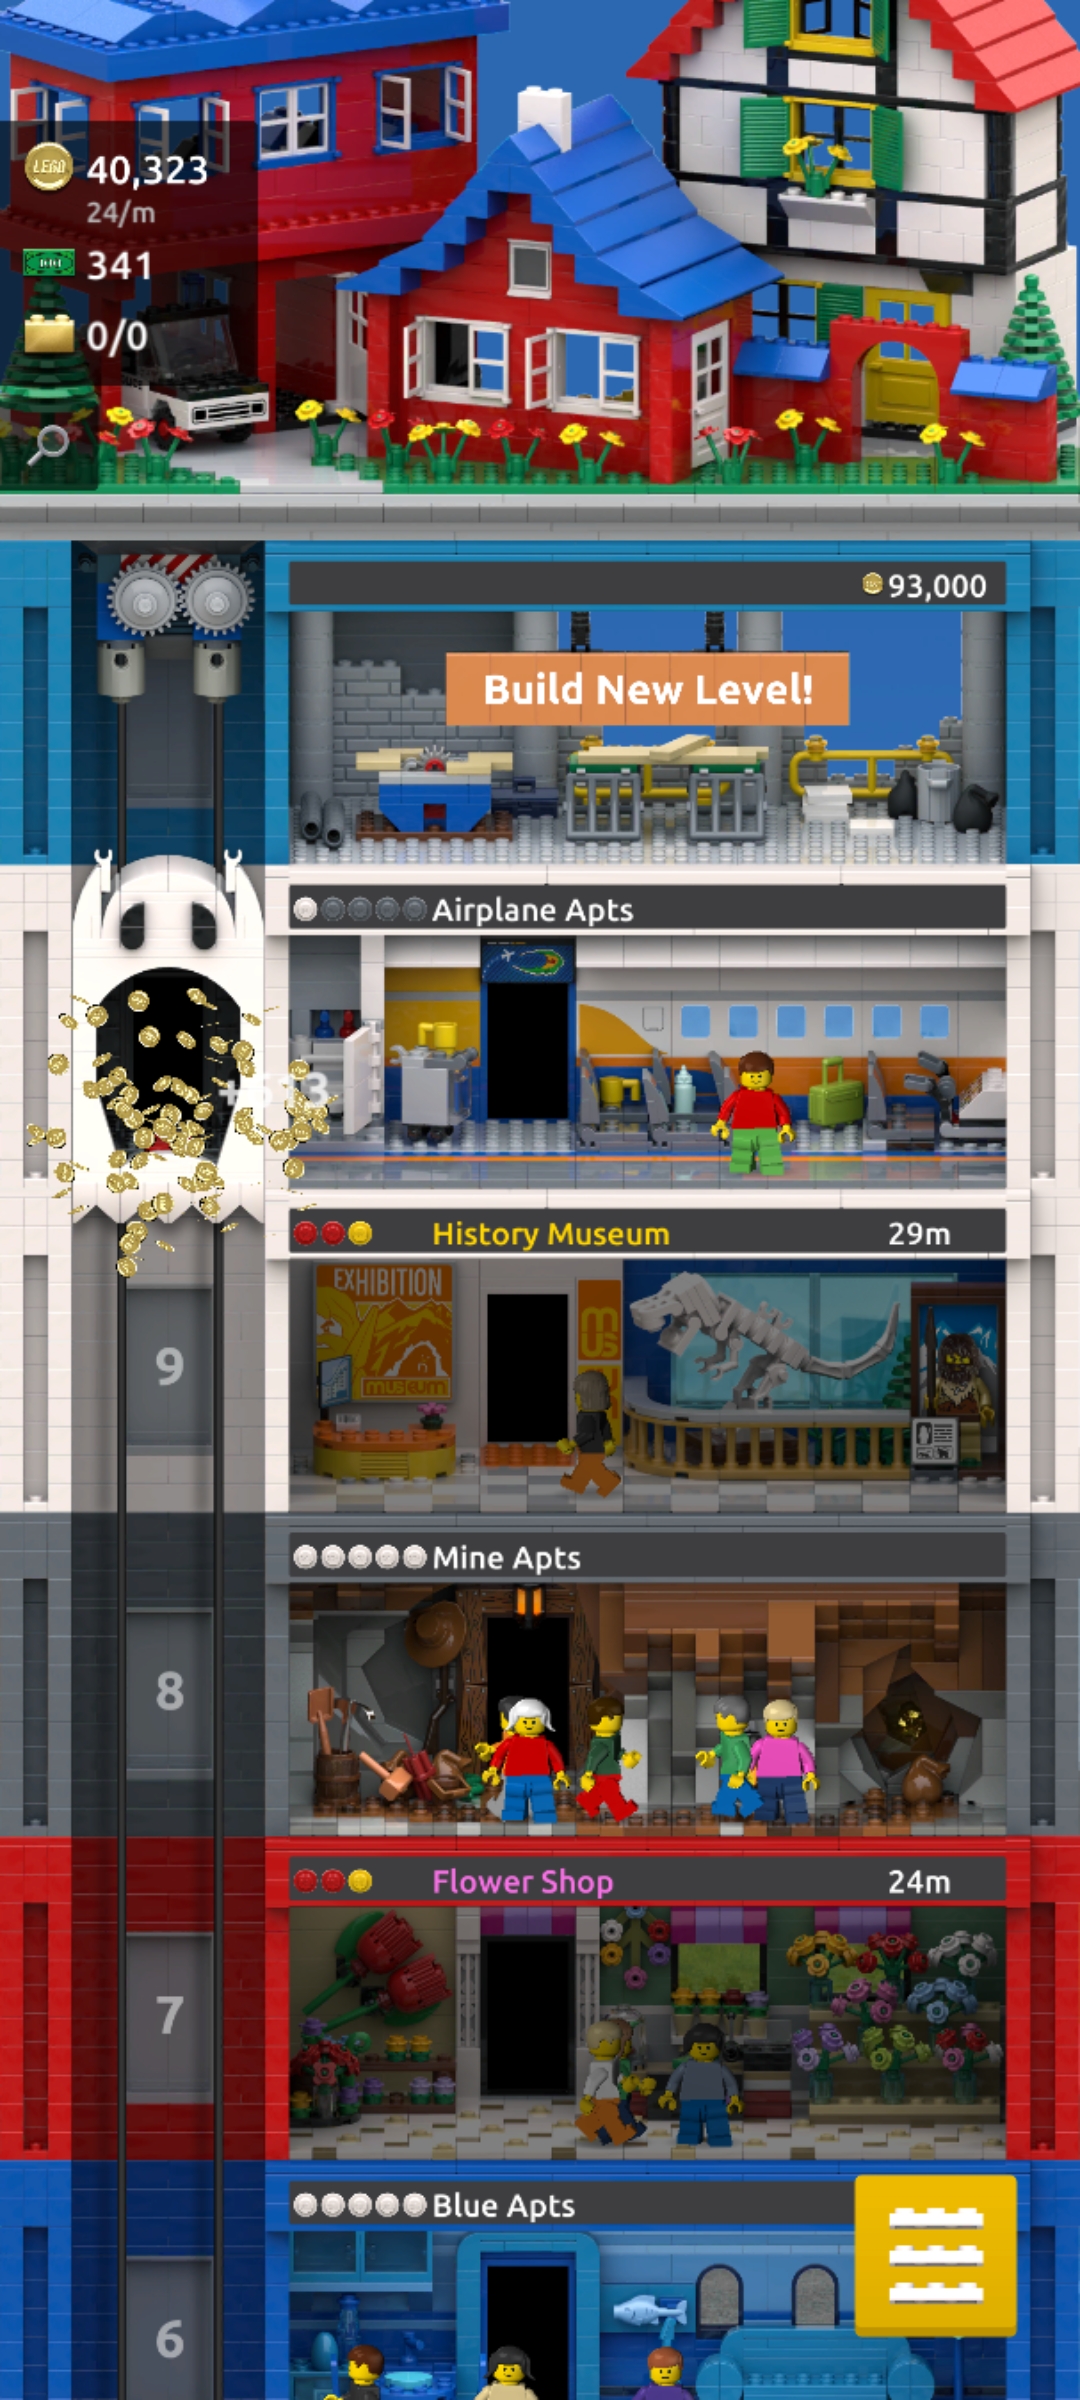 LEGO
40,323
24/m
341
0/0
93,000
Build New Level!
Airplane Apts
+513
History Museum
29m
EXHIBITION
museum
9
Mine Apts
8
Flower Shop
24m
7
Blue Apts
6